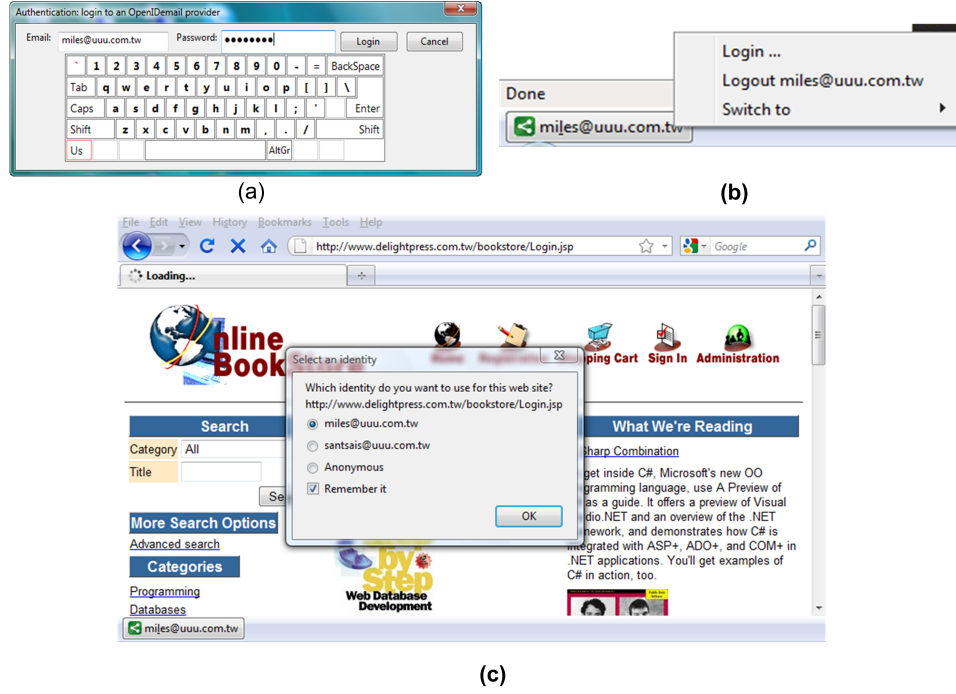 Authentication: login to an OpenIDemail provider
Email: miles@uuu.com.tw Password: ●●●●●●●● Login Cancel
` 1 2 3 4 5 6 7 8 9 0 - = BackSpace
Tab q w e r t y u i o p [ ] \
Caps a s d f g h j k l ; ' Enter
Shift z x c v b n m , . / Shift
Us AltGr
(a)
Login ...
Logout miles@uuu.com.tw
Switch to
Done
miles@uuu.com.tw
(b)
File Edit View History Bookmarks Tools Help
http://www.delightpress.com.tw/bookstore/Login.jsp Google
Loading...
nline
Book
Home Shopping Cart Sign In Administration
Select an identity
Which identity do you want to use for this web site?
http://www.delightpress.com.tw/bookstore/Login.jsp
miles@uuu.com.tw
santsais@uuu.com.tw
Anonymous
Remember it
OK
Search
Category All
Title
Se
More Search Options
Advanced search
Categories
Programming
Databases
by
Step
Web Database
Development
What We're Reading
Sharp Combination
get inside C#, Microsoft's new OO
gramming language, use A Preview of
as a guide. It offers a preview of Visual
dio.NET and an overview of the .NET
mework, and demonstrates how C# is
integrated with ASP+, ADO+, and COM+ in
.NET applications. You'll get examples of
C# in action, too.
miles@uuu.com.tw
(c)